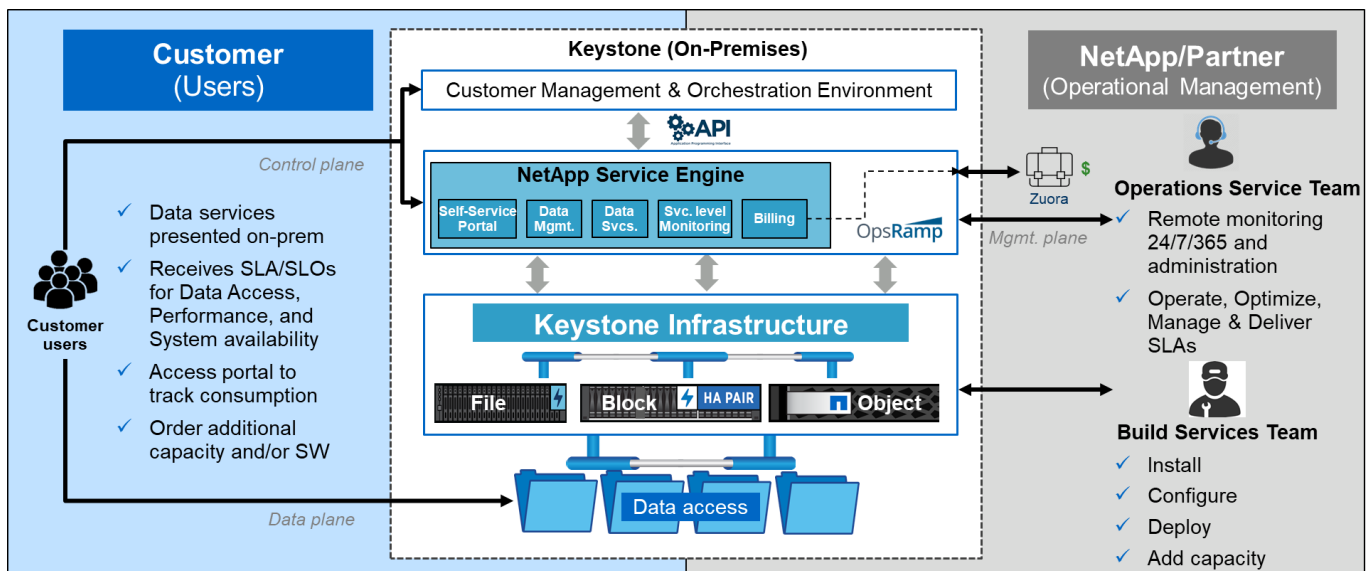 Customer
(Users)
Control plane
Data services
presented on-prem
Receives SLA/SLOs
for Data Access,
Performance, and
System availability
Access portal to
track consumption
Order additional
capacity and/or SW
Customer
users
Data plane
Keystone (On-Premises)
Customer Management & Orchestration Environment
API
Application Programming Interface
NetApp Service Engine
Self-Service
Portal
Data
Mgmt.
Data
Svcs.
Svc. level
Monitoring
Billing
OpsRamp
Keystone Infrastructure
File
Block
HA PAIR
Object
Data access
NetApp/Partner
(Operational Management)
$
Zuora
Mgmt. plane
Operations Service Team
Remote monitoring
24/7/365 and
administration
Operate, Optimize,
Manage & Deliver
SLAs
Build Services Team
Install
Configure
Deploy
Add capacity